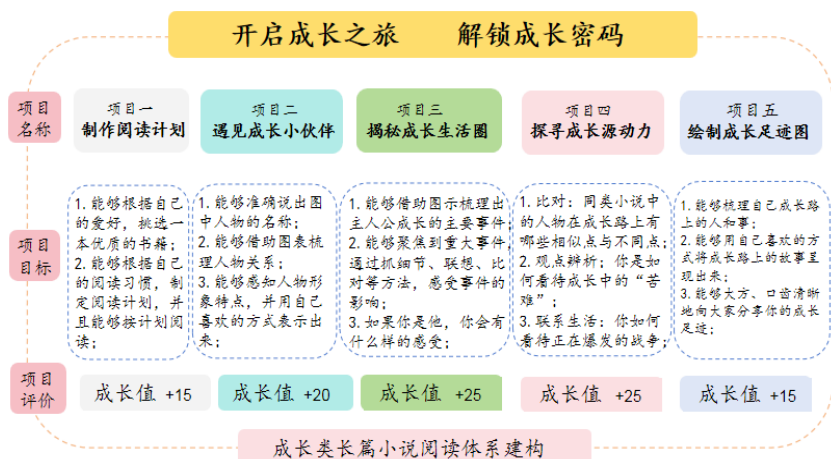 开启成长之旅 解锁成长密码
项目
名称
项目一
制作阅读计划
项目二
遇见成长小伙伴
项目三
揭秘成长生活圈
项目四
探寻成长源动力
项目五
绘制成长足迹图
项目
目标
1. 能够根据自己
的爱好，挑选一
本优质的书籍；
2. 能够根据自己
的阅读习惯，制
定阅读计划，并
且能够按计划阅
读；
1. 能够准确说出图
中人物的名称；
2. 能够借助图表梳
理人物关系；
3. 能够感知人物形
象特点，并用自己
喜欢的方式表示出
来；
1. 能够借助图示梳理出
主人公成长的主要事件；
2. 能够聚焦到重大事件，
通过抓细节、联想、比
对等方法，感受事件的
影响；
3. 如果你是他，你会有
什么样的感受；
1. 比对：同类小说中
的人物在成长路上有
哪些相似点与不同点；
2. 观点辨析：你是如
何看待成长中的“苦
难”；
3. 联系生活：你如何
看待正在爆发的战争；
1. 能够梳理自己成长路
上的人和事；
2. 能够用自己喜欢的方
式将成长路上的故事呈
现出来；
3. 能够大方、口齿清晰
地向大家分享你的成长
足迹；
项目
评价
成长值 +15
成长值 +20
成长值 +25
成长值 +25
成长值 +15
成长类长篇小说阅读体系建构